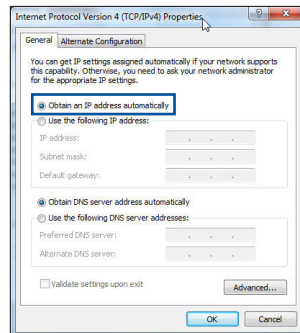 Internet Protocol Version 4 (TCP/IPv4) Properties
General
Alternate Configuration
You can get IP settings assigned automatically if your network supports
this capability. Otherwise, you need to ask your network administrator
for the appropriate IP settings.
Obtain an IP address automatically
Use the following IP address:
IP address:
Subnet mask:
Default gateway:
Obtain DNS server address automatically
Use the following DNS server addresses:
Preferred DNS server:
Alternate DNS server:
Validate settings upon exit
Advanced...
OK
Cancel